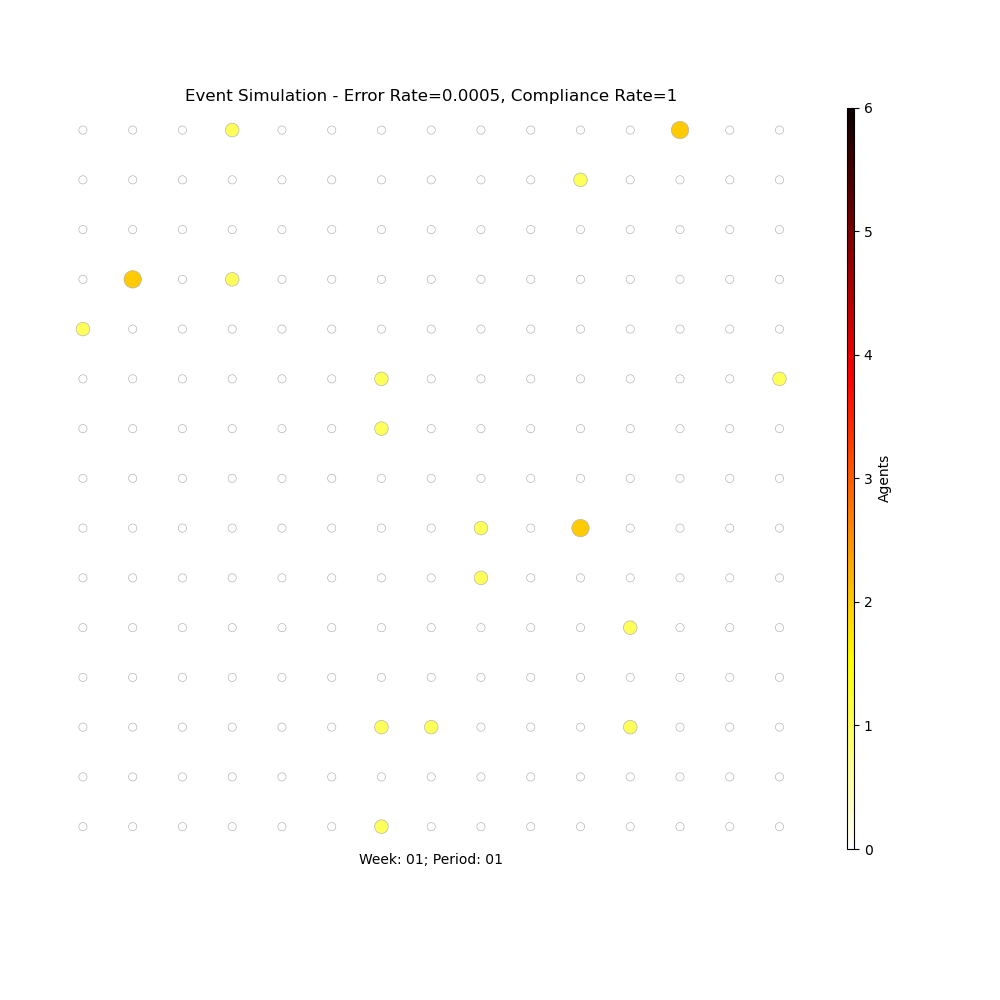 Event Simulation - Error Rate=0.0005, Compliance Rate=1
6
5
4
3
2
1
0
Agents
Week: 01; Period: 01